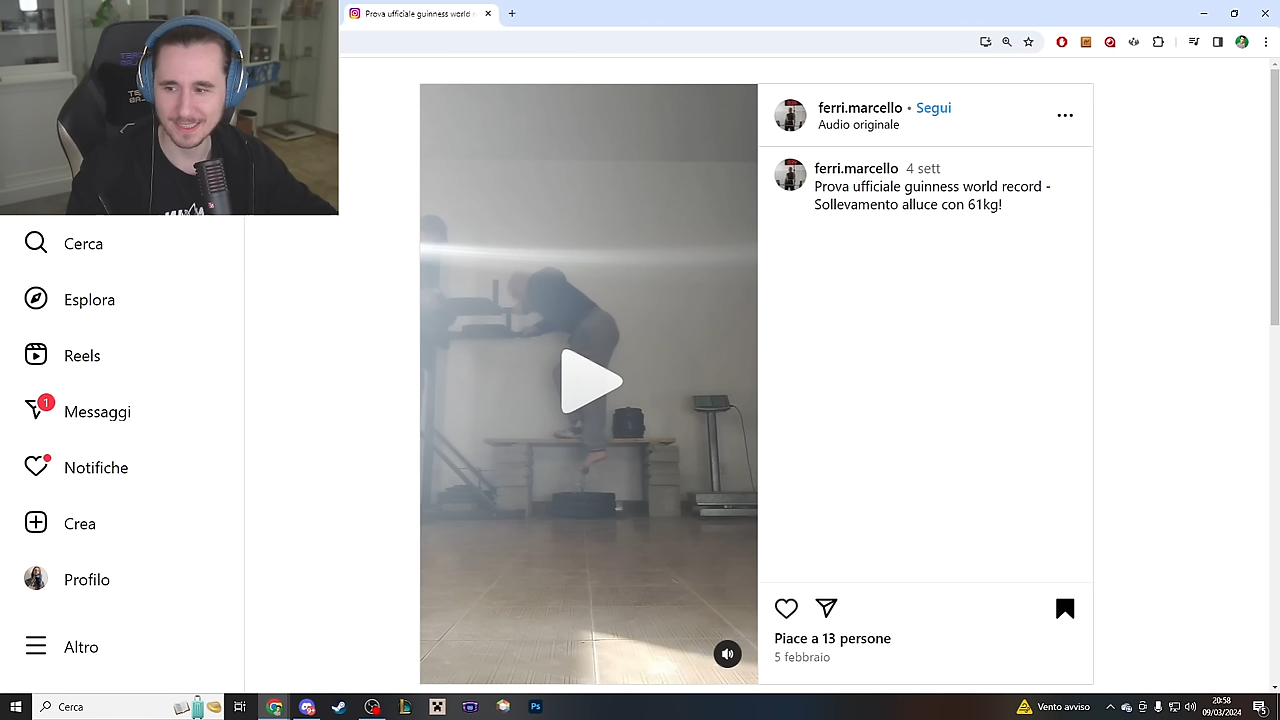 Prova ufficiale guinness world
ferri.marcello • Segui
Audio originale
ferri.marcello 4 sett
Prova ufficiale guinness world record -
Sollevamento alluce con 61kg!
Cerca
Esplora
Reels
1
Messaggi
Notifiche
Crea
Profilo
Altro
Piace a 13 persone
5 febbraio
Cerca
Vento avviso
20:58
09/03/2024